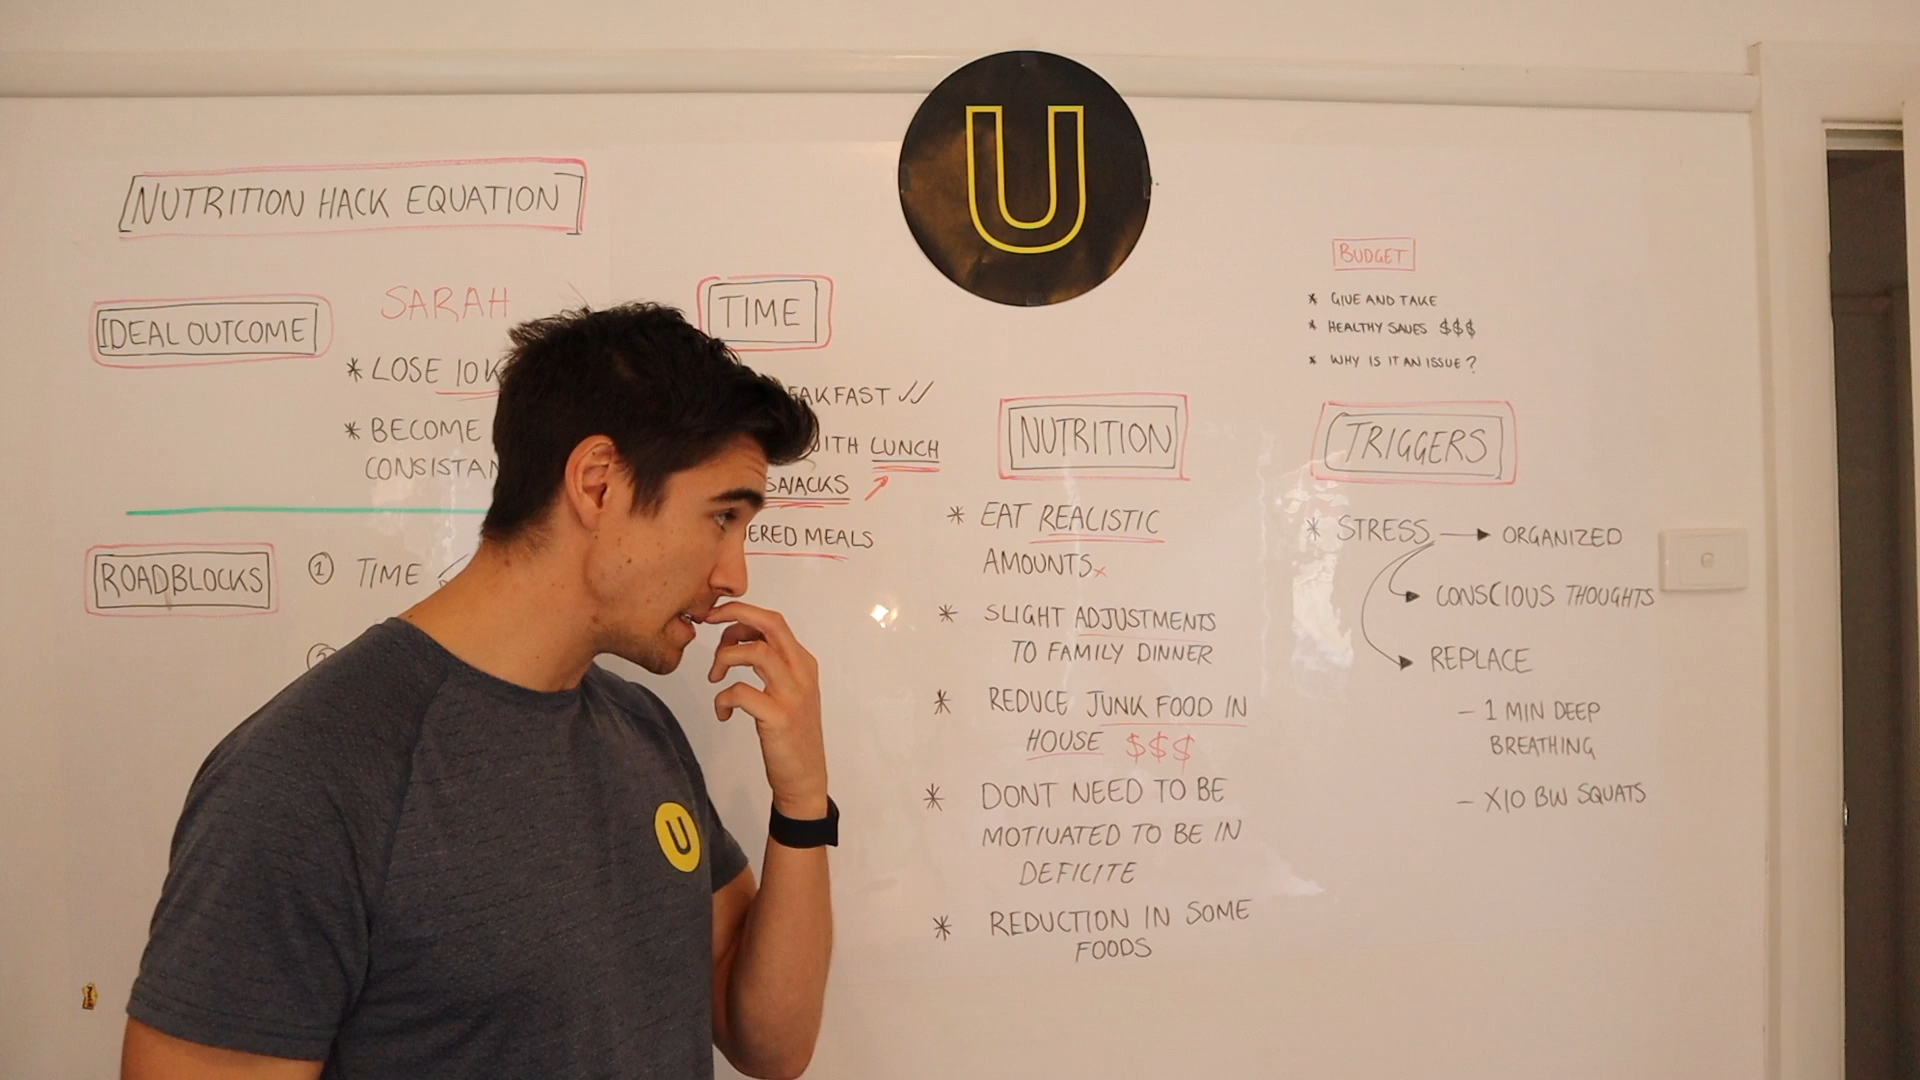 U
NUTRITION HACK EQUATION
IDEAL OUTCOME
SARAH
* LOSE 10K
* BECOME
CONSISTAN
ROADBLOCKS
1 TIME
TIME
EAKFAST ✓✓
WITH LUNCH
SNACKS
ERED MEALS
NUTRITION
* EAT REALISTIC
AMOUNTS
* SLIGHT ADJUSTMENTS
TO FAMILY DINNER
* REDUCE JUNK FOOD IN
HOUSE $$$
* DONT NEED TO BE
MOTIVATED TO BE IN
DEFICITE
* REDUCTION IN SOME
FOODS
BUDGET
* GIVE AND TAKE
* HEALTHY SAVES $$$
* WHY IS IT AN ISSUE?
TRIGGERS
* STRESS → ORGANIZED
CONSCIOUS THOUGHTS
REPLACE
- 1 MIN DEEP
BREATHING
- X10 BW SQUATS
U